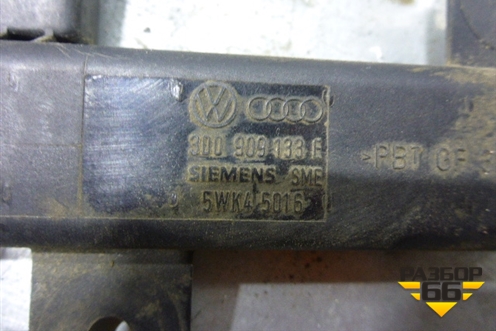 3D0 909 133 F
SIEMENS SME
5WK4 5016
>PBT GF
РАЗБОР
66